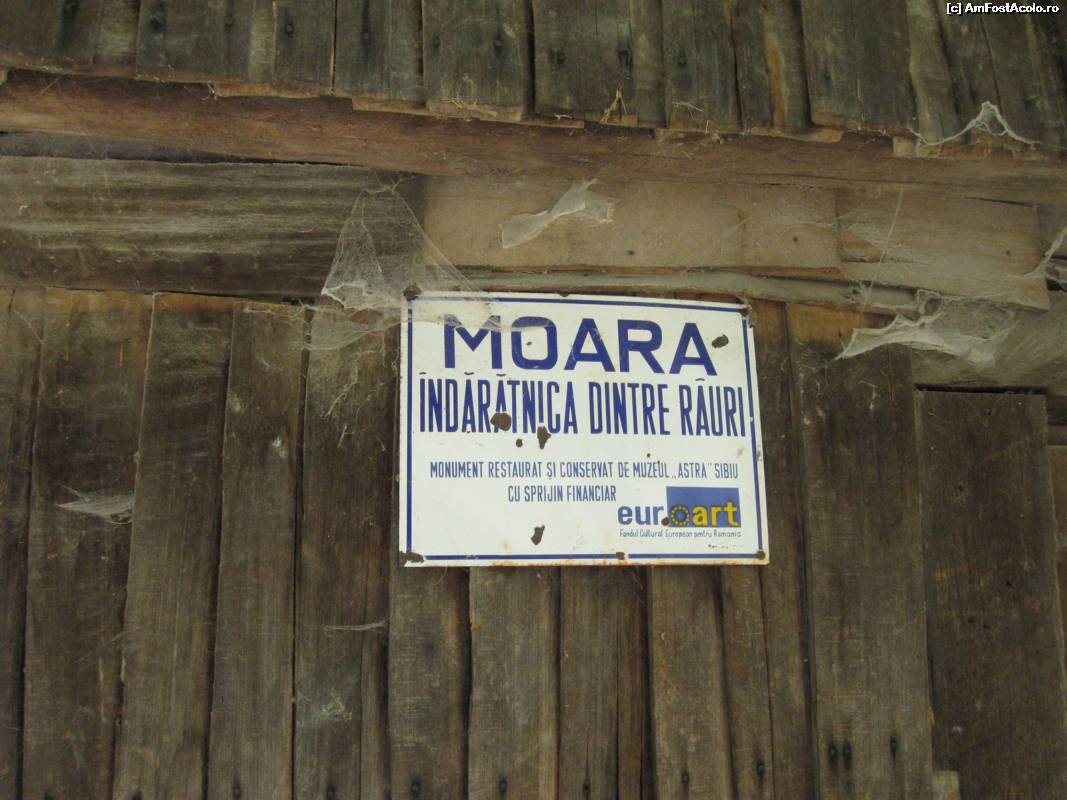 [c] AmFostAcolo.ro
MOARA
ÎNDĂRĂTNICA DINTRE RÂURI
MONUMENT RESTAURAT ȘI CONSERVAT DE MUZEUL „ASTRA" SIBIU
CU SPRIJIN FINANCIAR
euroart
Fondul Cultural European pentru Romania